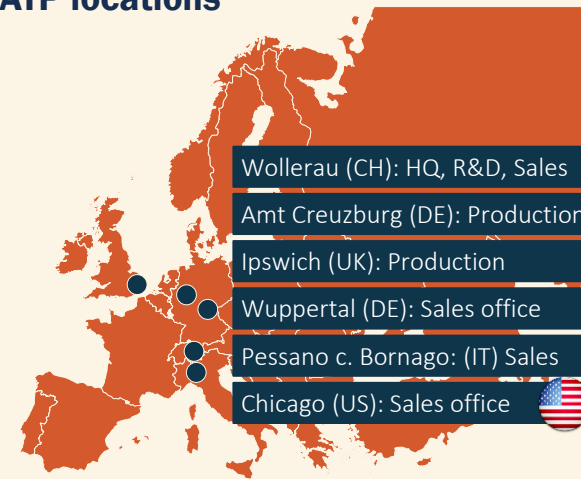 ATP locations
Wollerau (CH): HQ, R&D, Sales
Amt Creuzburg (DE): Production
Ipswich (UK): Production
Wuppertal (DE): Sales office
Pessano c. Bornago: (IT) Sales
Chicago (US): Sales office